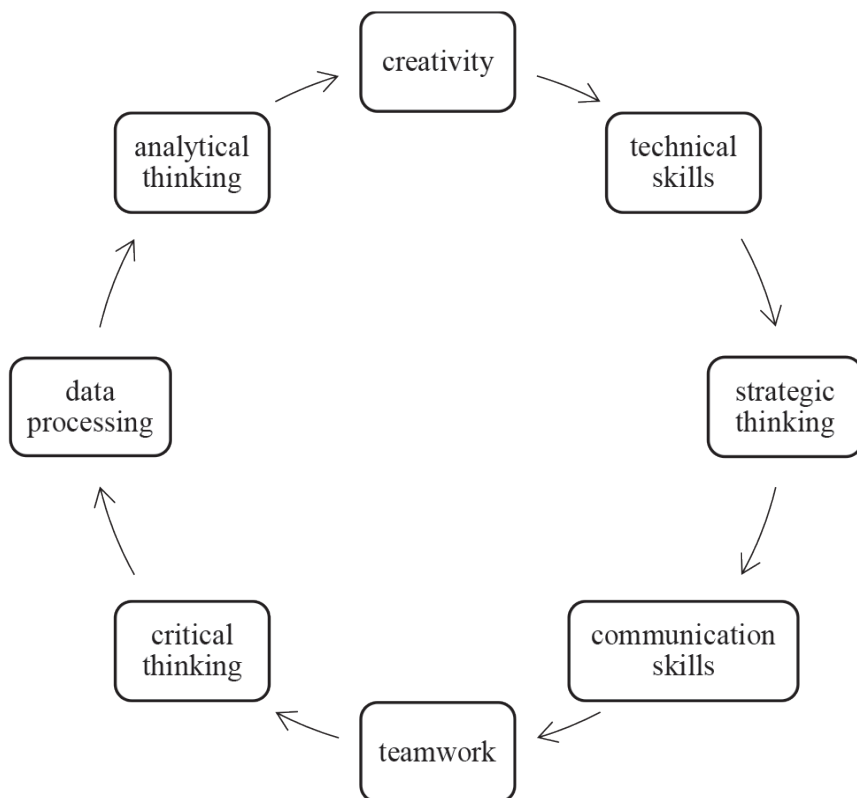 creativity
technical
skills
strategic
thinking
communication
skills
teamwork
critical
thinking
data
processing
analytical
thinking